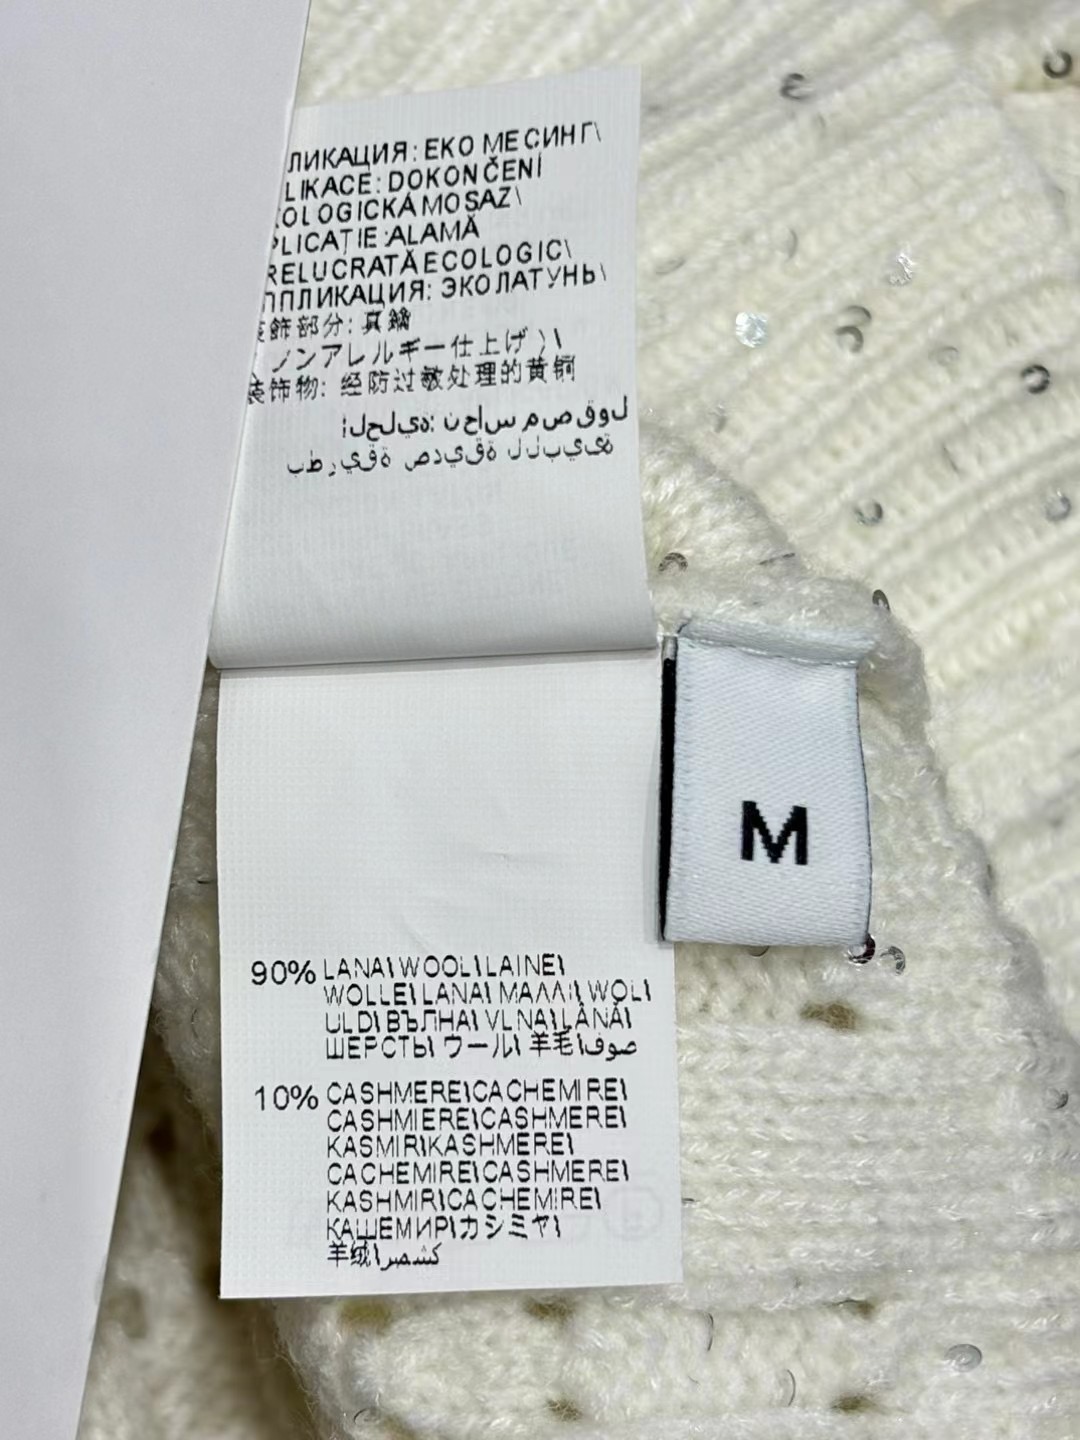 ЛИКАЦИЯ: ЕКО МЕСИНГ\
LIKACE: DOKONČENÍ
OLOGICKÁ MOSAZ\
PLICAȚIE:ALAMĂ
RELUCRATĂ ECOLOGIC\
ППЛИКАЦИЯ: ЭКОЛАТУНЬ\
装飾部分: 真鍮
ノンアレルギー仕上げ )\
装饰物: 经防过敏处理的黄铜
M
90% LANA\WOOL\LAINE\
WOLLE\LANA\ΜΑΛΛΙ\WOL\
ULD\ВЪЛНА\VLNA\LÂNĂ\
ШЕРСТЬ\ウール\羊毛\صوف
10% CASHMERE\CACHEMIRE\
CASHMIERE\CASHMERE\
KASMIR\KASHMERE\
CACHEMIRE\CASHMERE\
KASHMIR\CACHEMIRE\
КАШЕМИР\カシミヤ\
羊绒\كشمير